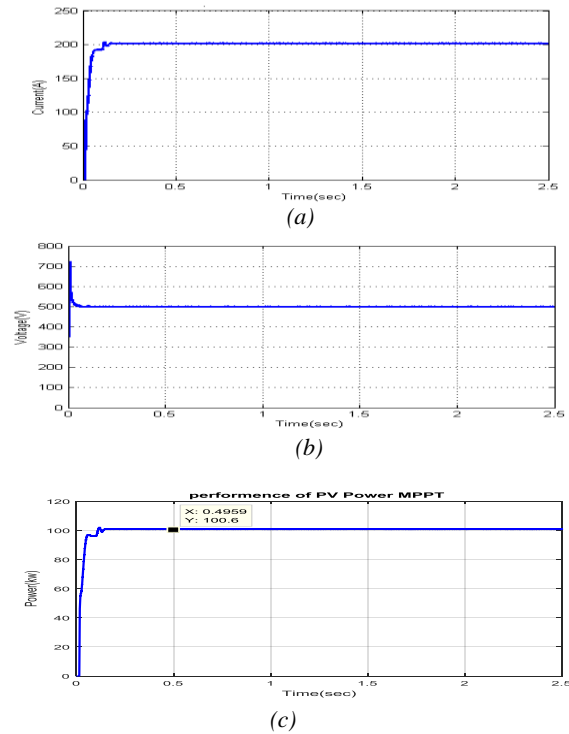 250
200
150
100
50
0
Current(A)
0 0.5 1 1.5 2 2.5
Time(sec)
(a)
800
700
600
500
400
300
200
100
0
Voltage(V)
0 0.5 1 1.5 2 2.5
Time(sec)
(b)
performence of PV Power MPPT
120
100
80
60
40
20
0
Power(kw)
X: 0.4959
Y: 100.6
0 0.5 1 1.5 2 2.5
Time(sec)
(c)